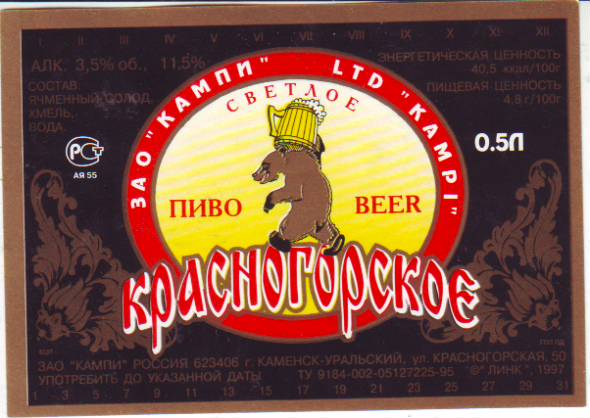 I II III IV V VI VII VIII IX X XI XII
АЛК. 3,5% об., 11,5%
СОСТАВ:
ЯЧМЕННЫЙ СОЛОД,
ХМЕЛЬ,
ВОДА.
РСТ
АЯ 55
ЭНЕРГЕТИЧЕСКАЯ ЦЕННОСТЬ
40,5 ккал/100г
ПИЩЕВАЯ ЦЕННОСТЬ
4.8 г/100г
0.5Л
ЗАО "КАМПИ" LTD "KAMPI"
СВЕТЛОЕ
ПИВО BEER
КРАСНОГОРСКОЕ
ЗАО "КАМПИ" РОССИЯ 623406 г. КАМЕНСК-УРАЛЬСКИЙ, ул. КРАСНОГОРСКАЯ, 50
УПОТРЕБИТЬ ДО УКАЗАННОЙ ДАТЫ ТУ 9184-002-05127225-95 "©" ЛИНК", 1997
1 3 5 7 9 11 13 15 17 19 21 23 25 27 29 31